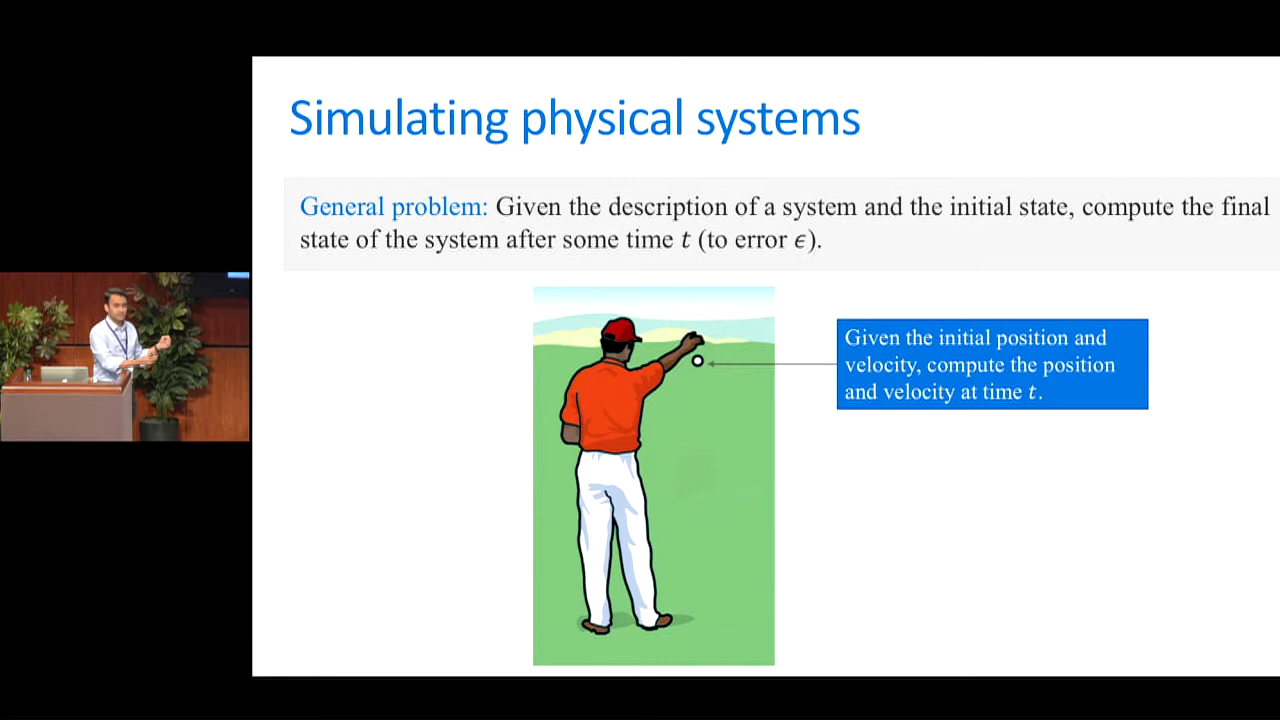 Simulating physical systems
General problem: Given the description of a system and the initial state, compute the final
state of the system after some time t (to error ϵ).
Given the initial position and
velocity, compute the position
and velocity at time t.